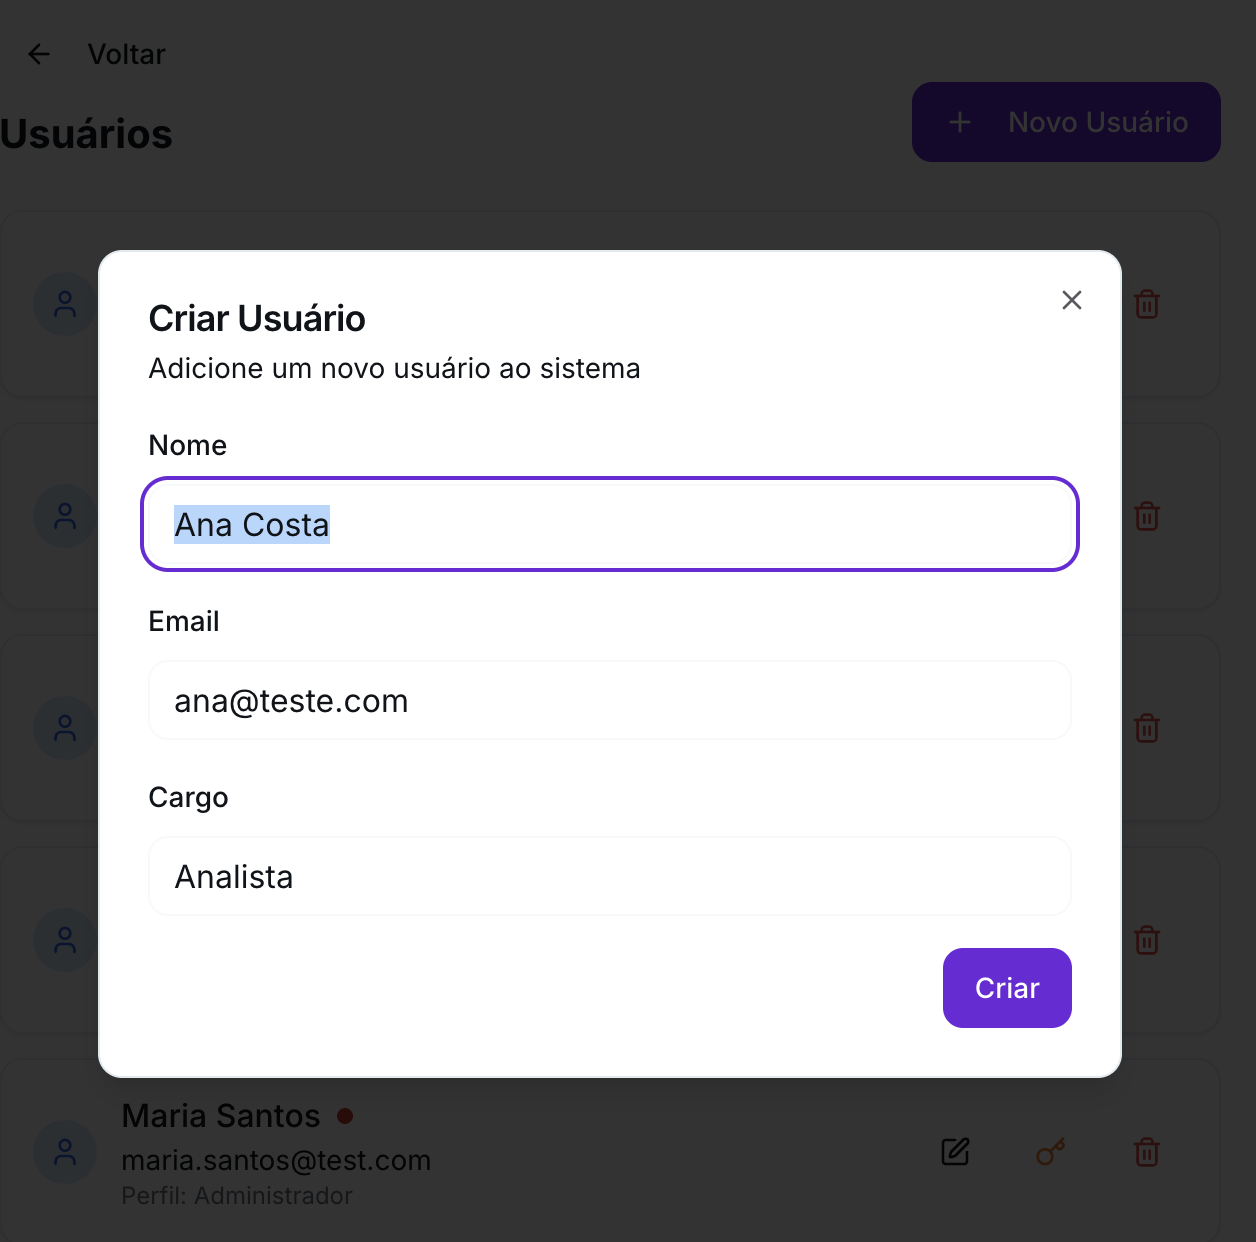 Voltar
Usuários
Novo Usuário
Criar Usuário
Adicione um novo usuário ao sistema
Nome
Ana Costa
Email
ana@teste.com
Cargo
Analista
Criar
Maria Santos
maria.santos@test.com
Perfil: Administrador